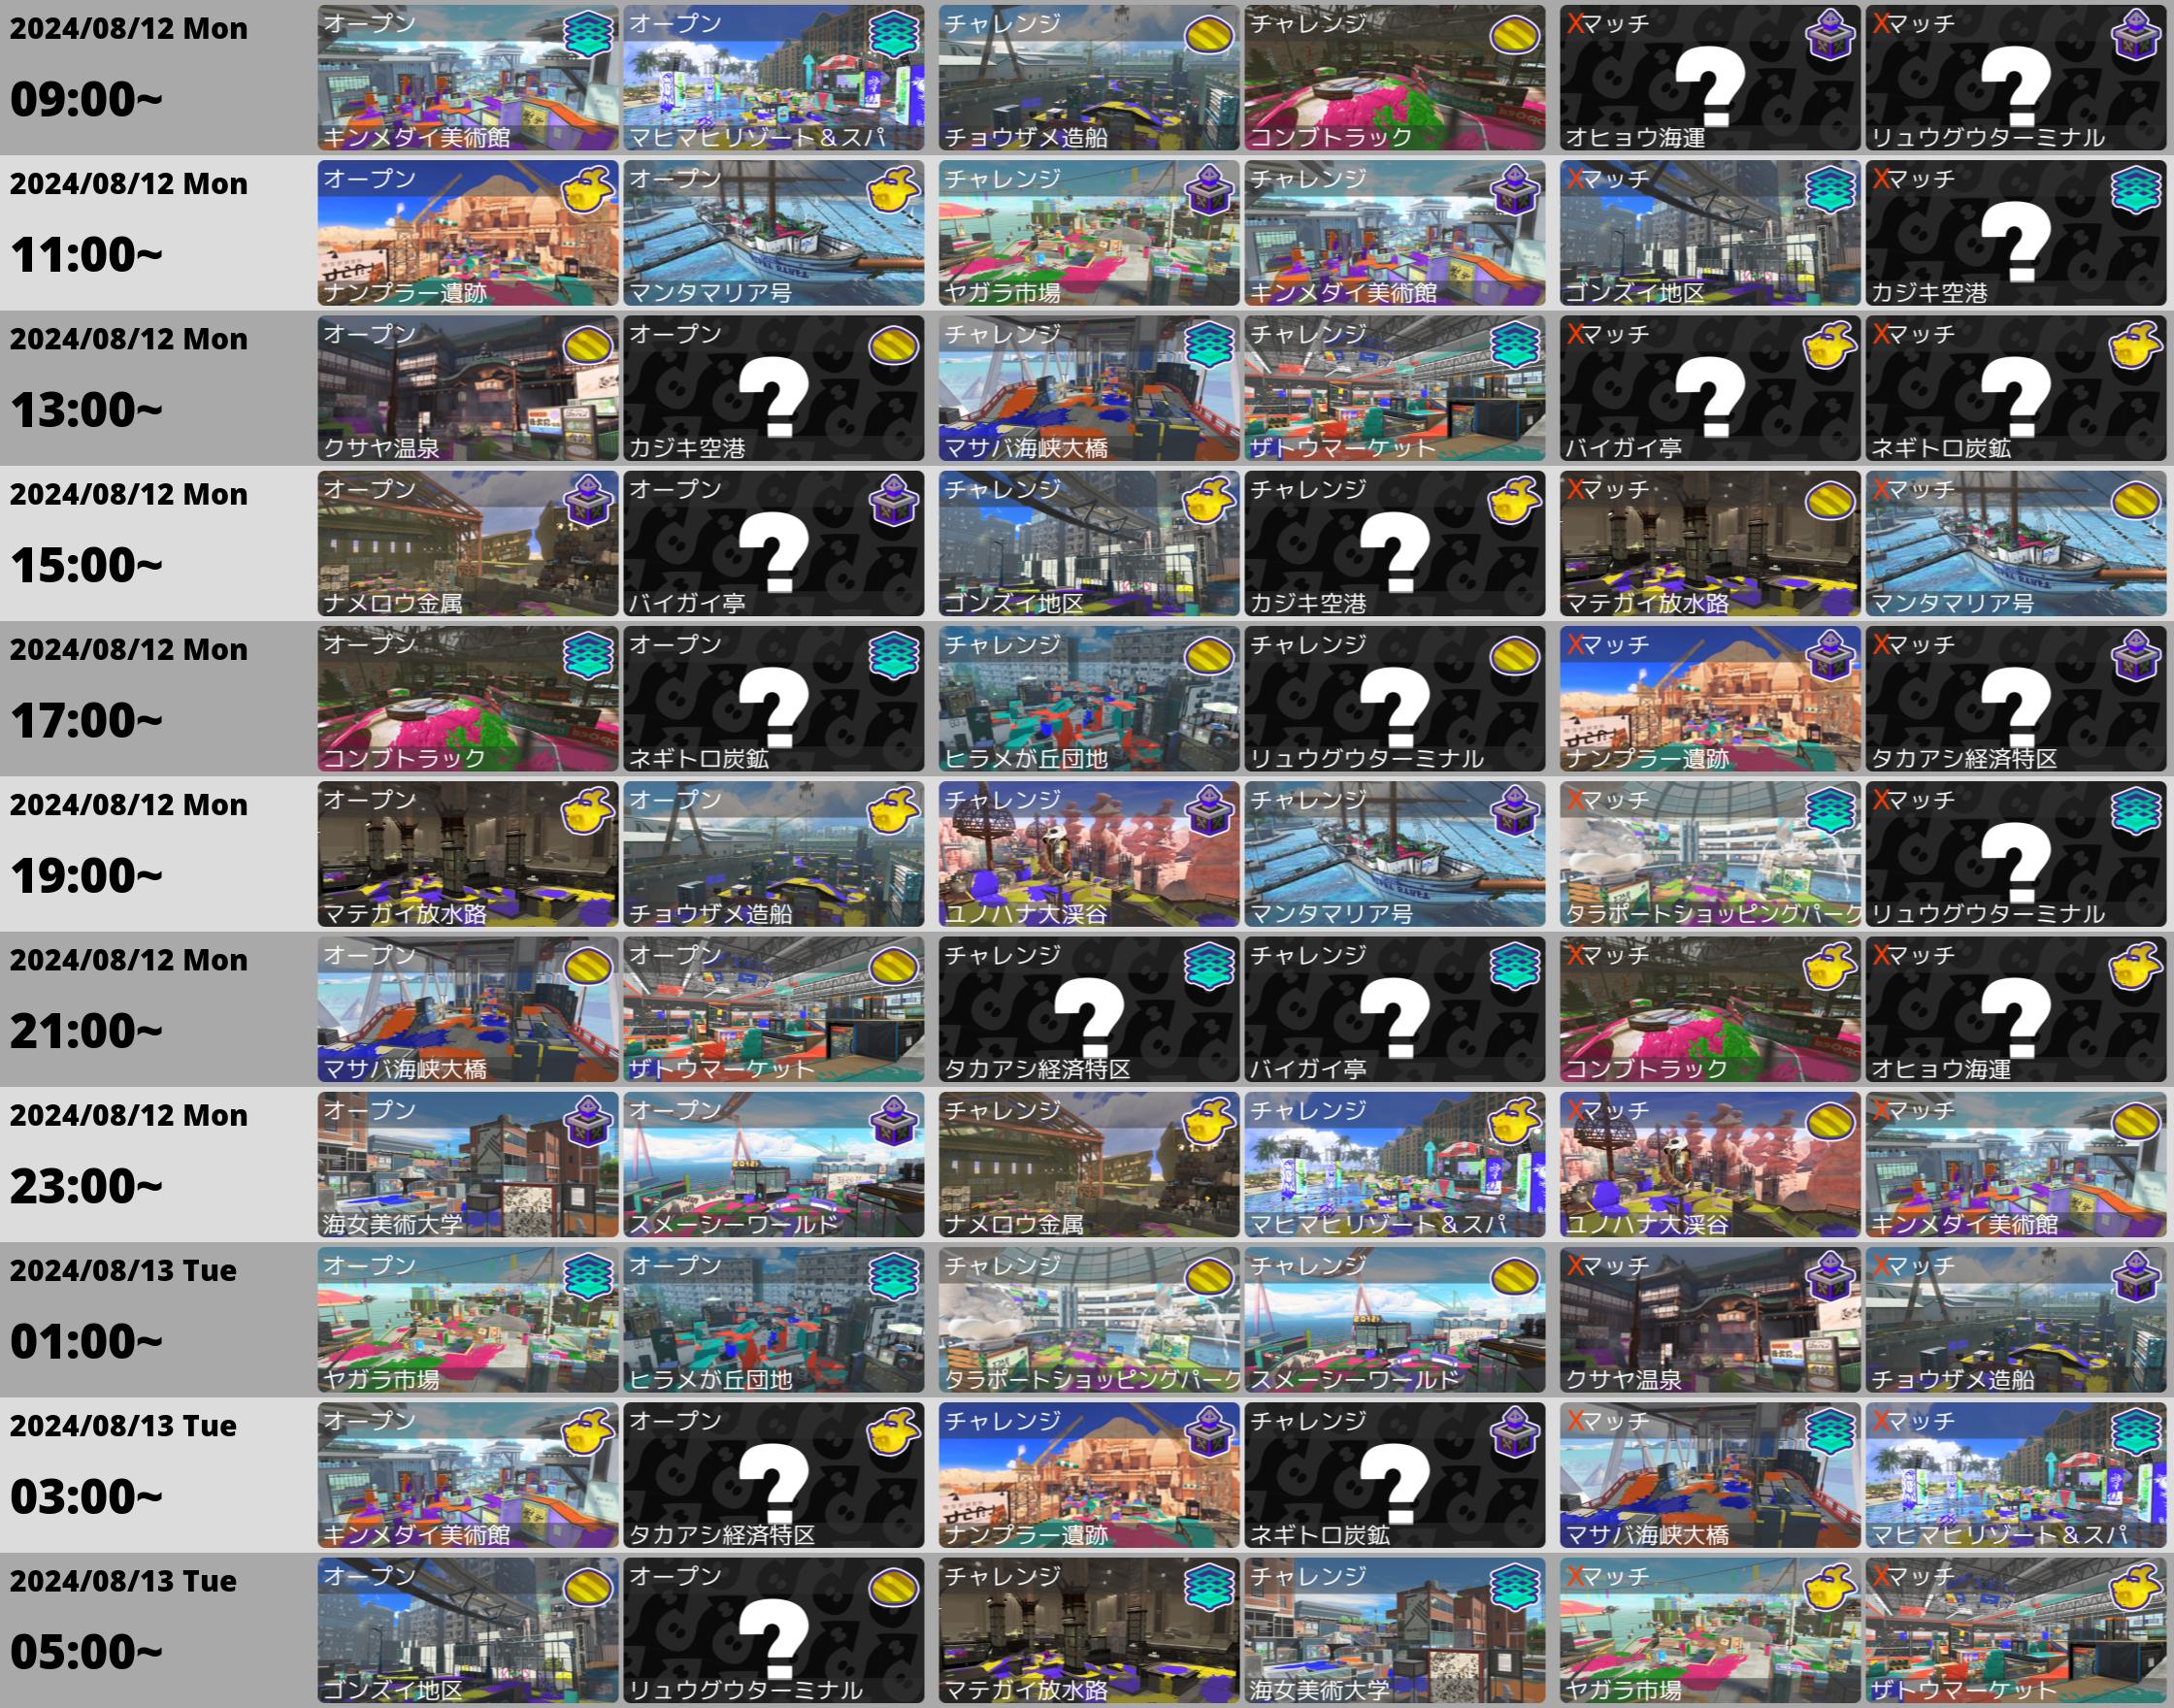 2024/08/12 Mon
09:00~
オープン オープン チャレンジ チャレンジ Xマッチ Xマッチ
キンメダイ美術館 マヒマヒリゾート＆スパ チョウザメ造船 コンブトラック オヒョウ海運 リュウグウターミナル
2024/08/12 Mon
11:00~
オープン オープン チャレンジ チャレンジ Xマッチ Xマッチ
ナンプラー遺跡 マンタマリア号 ヤガラ市場 キンメダイ美術館 ゴンズイ地区 カジキ空港
2024/08/12 Mon
13:00~
オープン オープン チャレンジ チャレンジ Xマッチ Xマッチ
クサヤ温泉 カジキ空港 マサバ海峡大橋 ザトウマーケット バイガイ亭 ネギトロ炭鉱
2024/08/12 Mon
15:00~
オープン オープン チャレンジ チャレンジ Xマッチ Xマッチ
ナメロウ金属 バイガイ亭 ゴンズイ地区 カジキ空港 マテガイ放水路 マンタマリア号
2024/08/12 Mon
17:00~
オープン オープン チャレンジ チャレンジ Xマッチ Xマッチ
コンブトラック ネギトロ炭鉱 ヒラメが丘団地 リュウグウターミナル ナンプラー遺跡 タカアシ経済特区
2024/08/12 Mon
19:00~
オープン オープン チャレンジ チャレンジ Xマッチ Xマッチ
マテガイ放水路 チョウザメ造船 ユノハナ大渓谷 マンタマリア号 タラポートショッピングパーク リュウグウターミナル
2024/08/12 Mon
21:00~
オープン オープン チャレンジ チャレンジ Xマッチ Xマッチ
マサバ海峡大橋 ザトウマーケット タカアシ経済特区 バイガイ亭 コンブトラック オヒョウ海運
2024/08/12 Mon
23:00~
オープン オープン チャレンジ チャレンジ Xマッチ Xマッチ
海女美術大学 スメーシーワールド ナメロウ金属 マヒマヒリゾート＆スパ ユノハナ大渓谷 キンメダイ美術館
2024/08/13 Tue
01:00~
オープン オープン チャレンジ チャレンジ Xマッチ Xマッチ
ヤガラ市場 ヒラメが丘団地 タラポートショッピングパーク スメーシーワールド クサヤ温泉 チョウザメ造船
2024/08/13 Tue
03:00~
オープン オープン チャレンジ チャレンジ Xマッチ Xマッチ
キンメダイ美術館 タカアシ経済特区 ナンプラー遺跡 ネギトロ炭鉱 マサバ海峡大橋 マヒマヒリゾート＆スパ
2024/08/13 Tue
05:00~
オープン オープン チャレンジ チャレンジ Xマッチ Xマッチ
ゴンズイ地区 リュウグウターミナル マテガイ放水路 海女美術大学 ヤガラ市場 ザトウマーケット